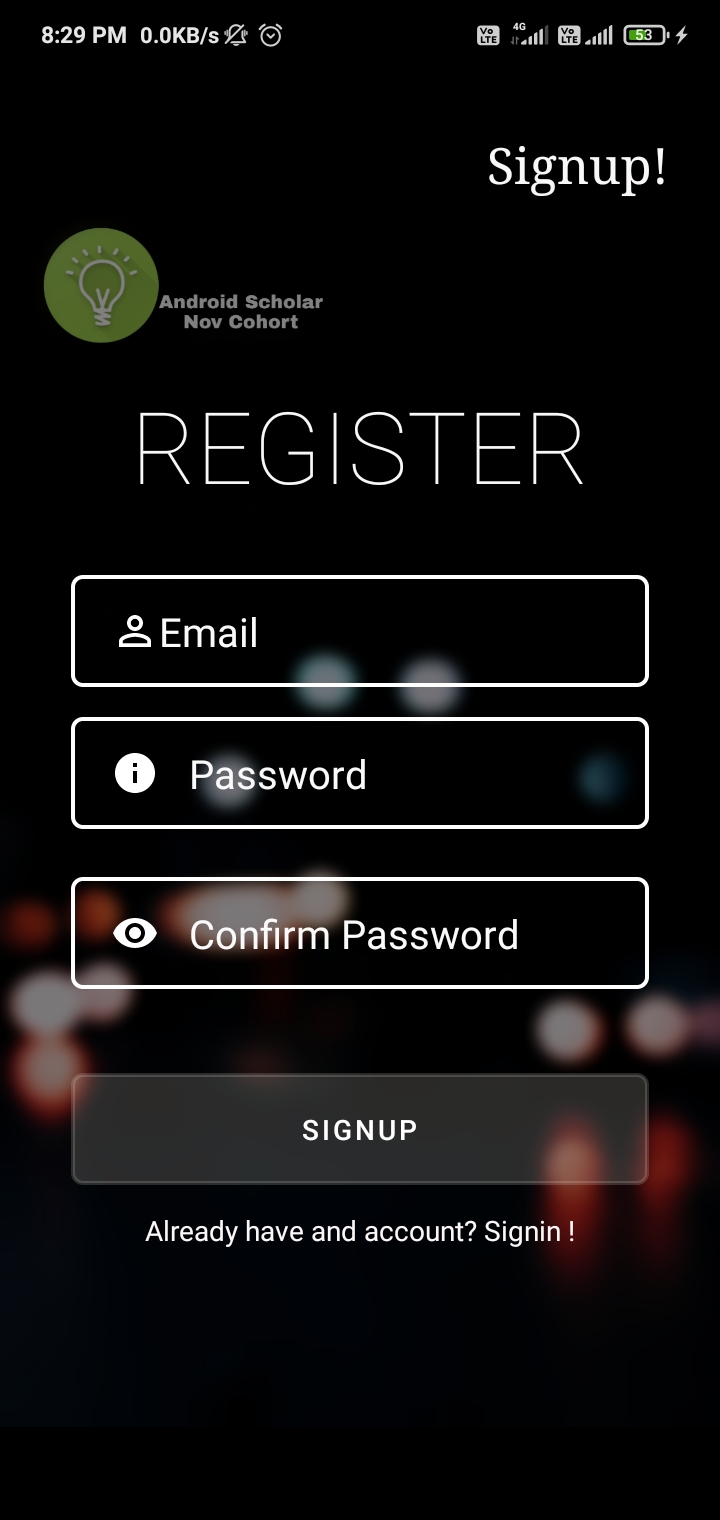 8:29 PM 0.0KB/s Vo LTE 4G Vo LTE 53
Signup!
Android Scholar
Nov Cohort
REGISTER
Email
Password
Confirm Password
SIGNUP
Already have and account? Signin !